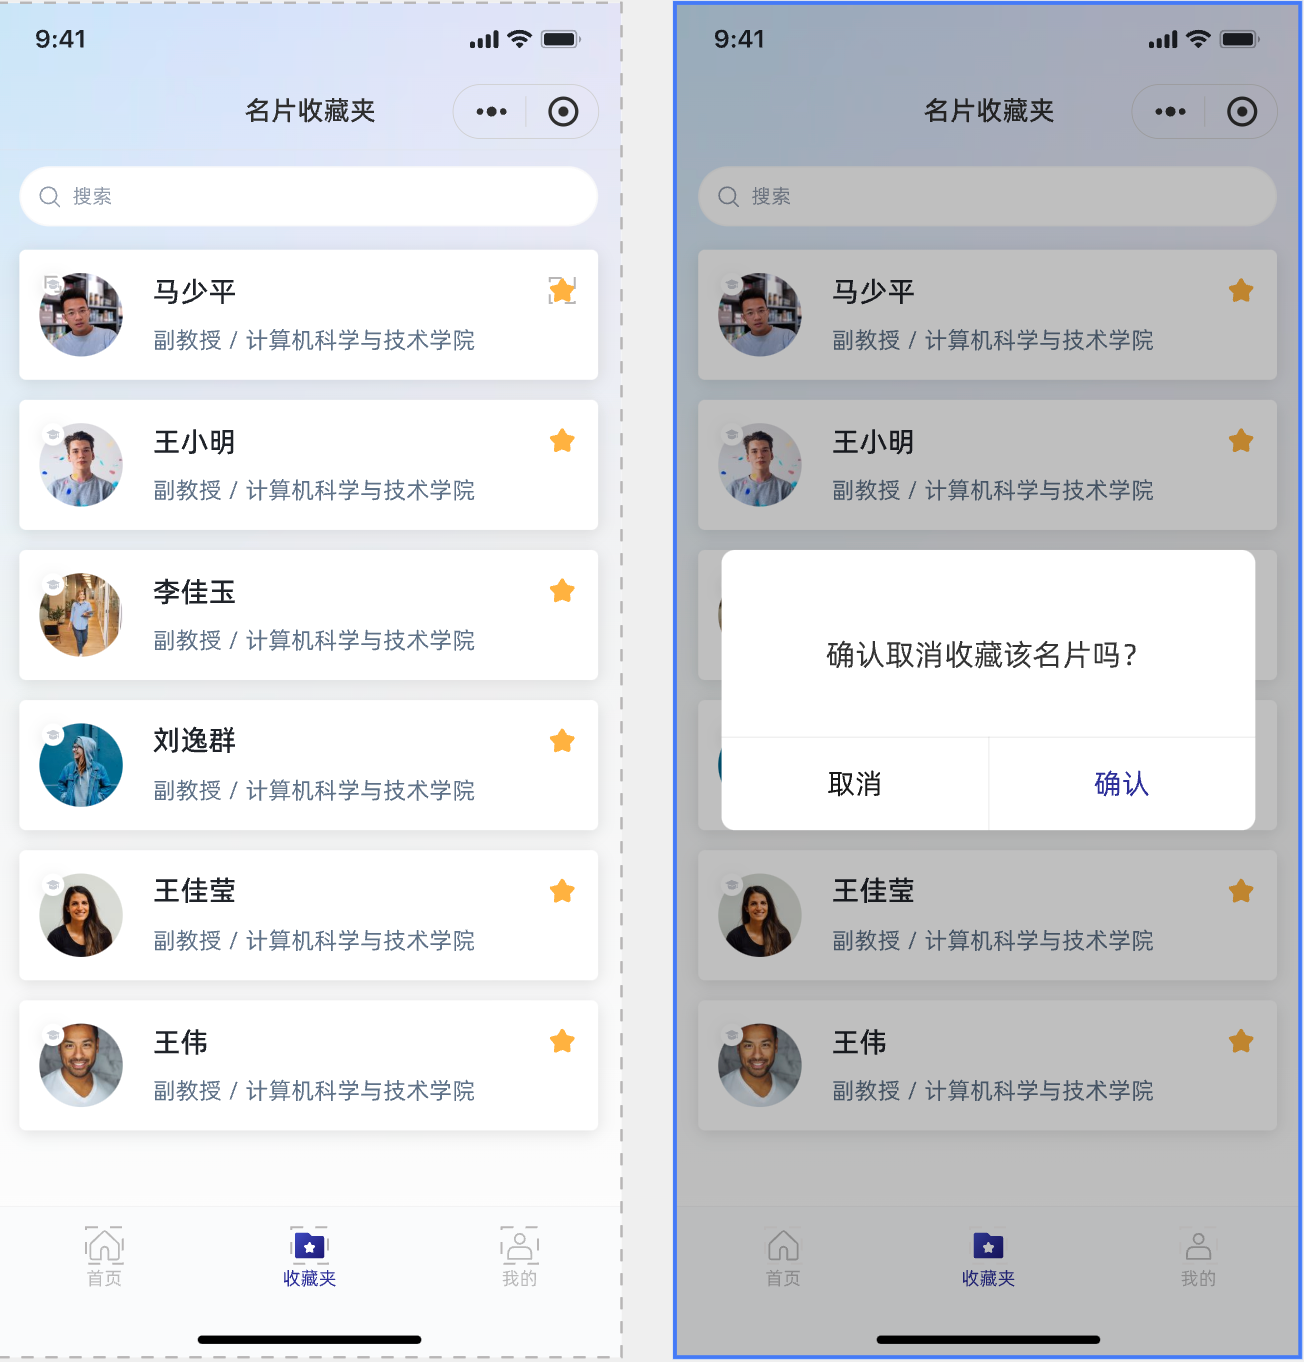 9:41
名片收藏夹
搜索
马少平
副教授 / 计算机科学与技术学院
王小明
副教授 / 计算机科学与技术学院
李佳玉
副教授 / 计算机科学与技术学院
刘逸群
副教授 / 计算机科学与技术学院
王佳莹
副教授 / 计算机科学与技术学院
王伟
副教授 / 计算机科学与技术学院
首页
收藏夹
我的
9:41
名片收藏夹
搜索
马少平
副教授 / 计算机科学与技术学院
王小明
副教授 / 计算机科学与技术学院
确认取消收藏该名片吗？
取消
确认
王佳莹
副教授 / 计算机科学与技术学院
王伟
副教授 / 计算机科学与技术学院
首页
收藏夹
我的